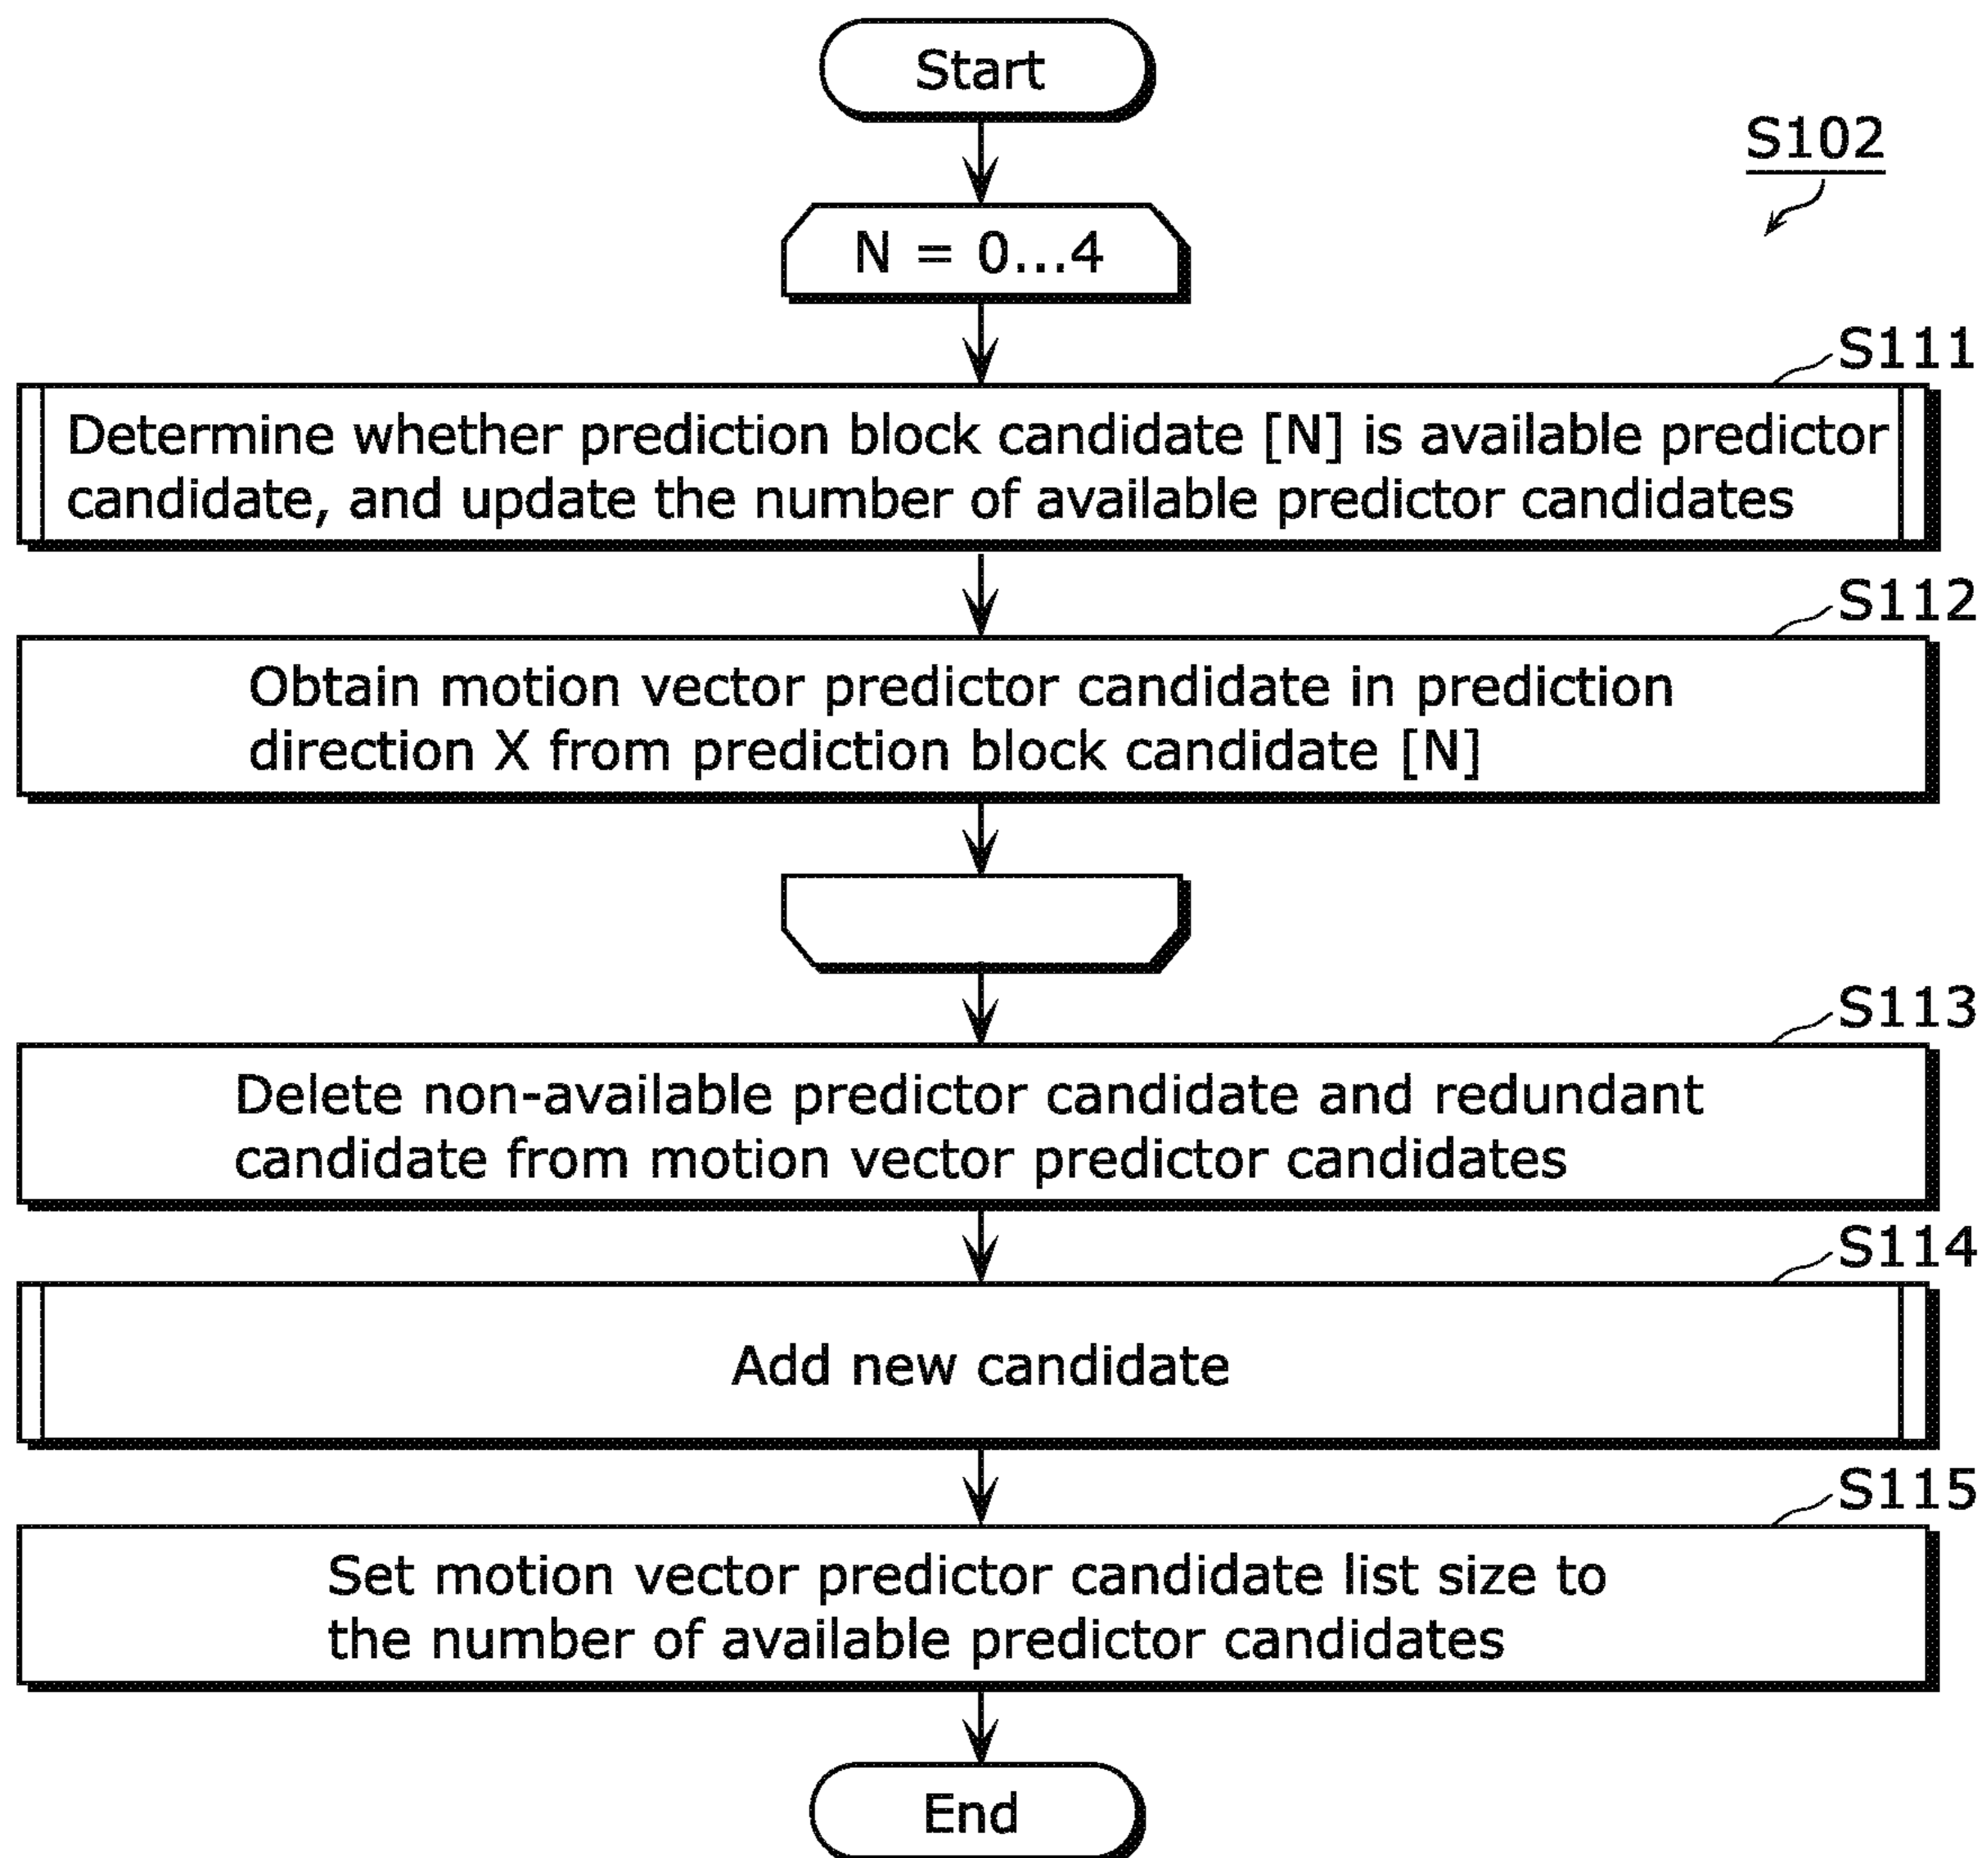 Start
S102
N = 0...4
S111
Determine whether prediction block candidate [N] is available predictor
candidate, and update the number of available predictor candidates
S112
Obtain motion vector predictor candidate in prediction
direction X from prediction block candidate [N]
S113
Delete non-available predictor candidate and redundant
candidate from motion vector predictor candidates
S114
Add new candidate
S115
Set motion vector predictor candidate list size to
the number of available predictor candidates
End